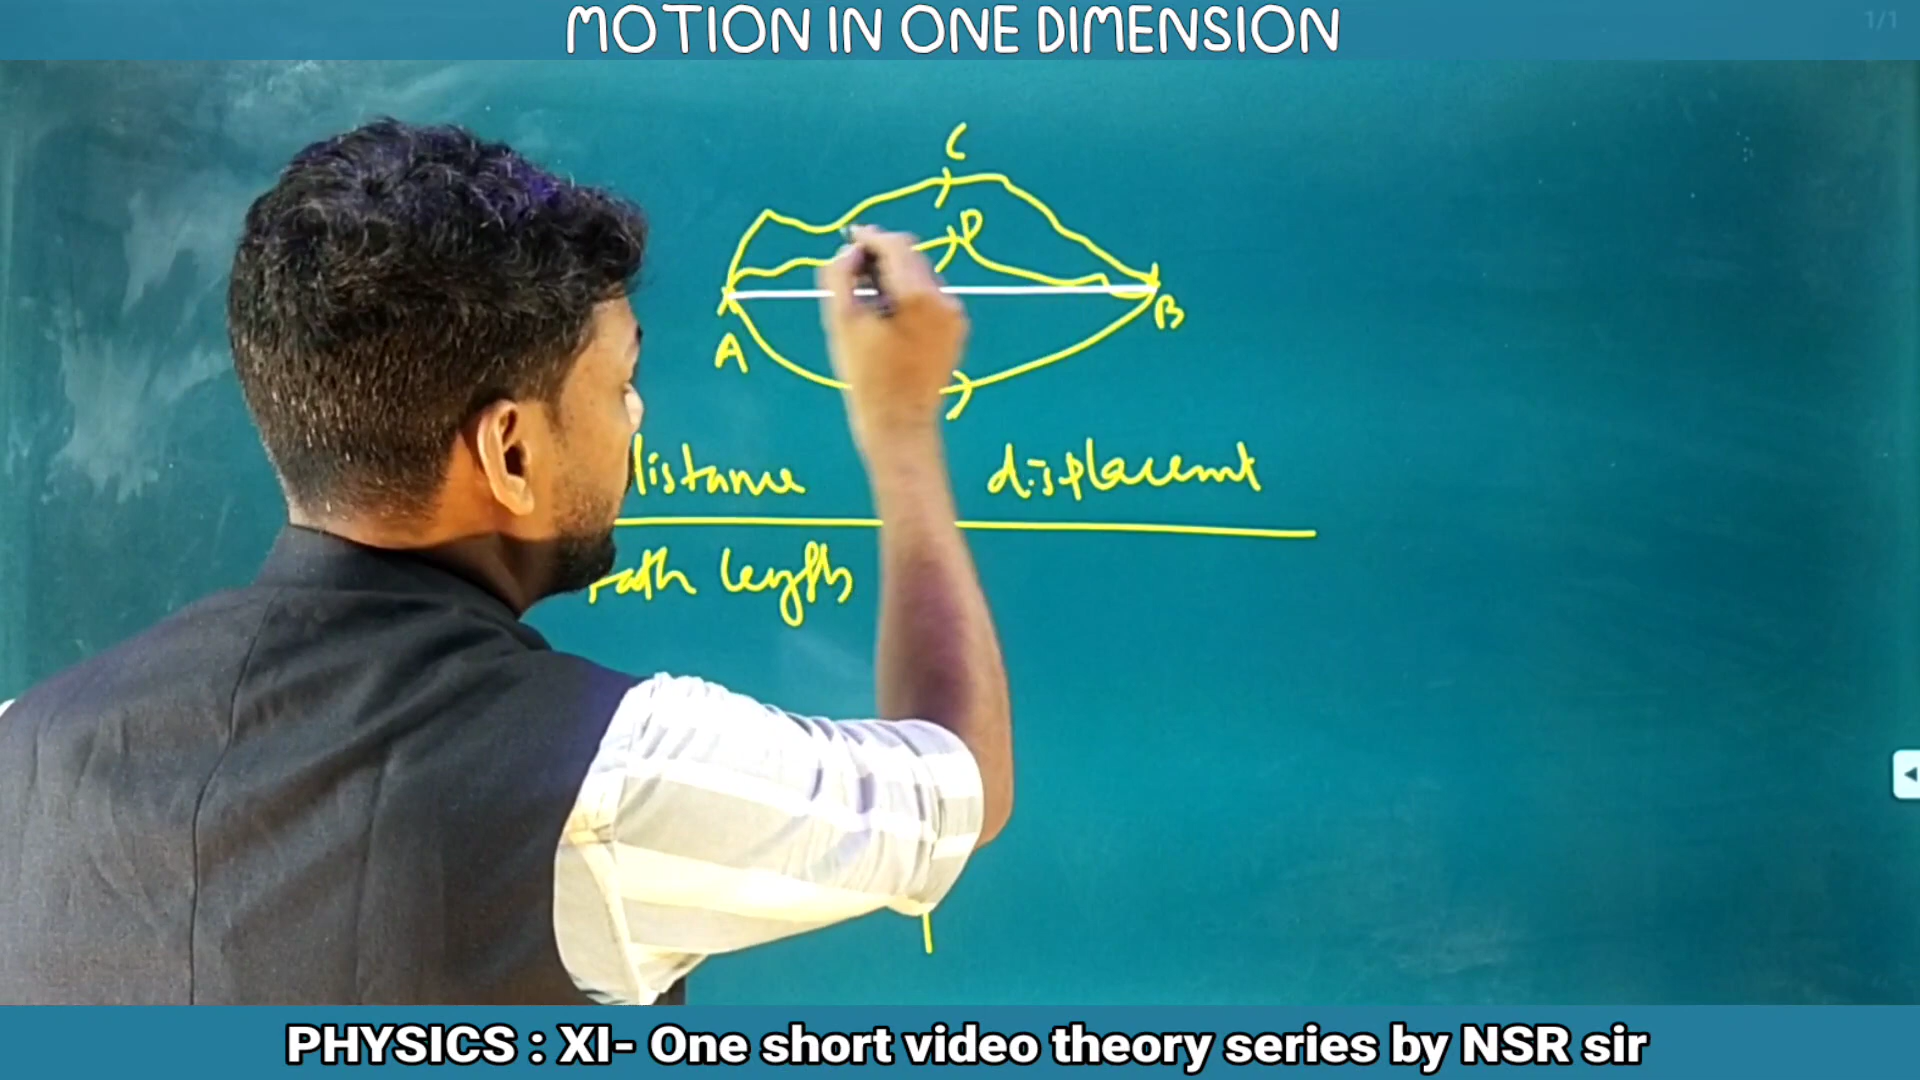 MOTION IN ONE DIMENSION
1/1
C
P
B
A
distance displacement
Path length
PHYSICS : XI- One short video theory series by NSR sir